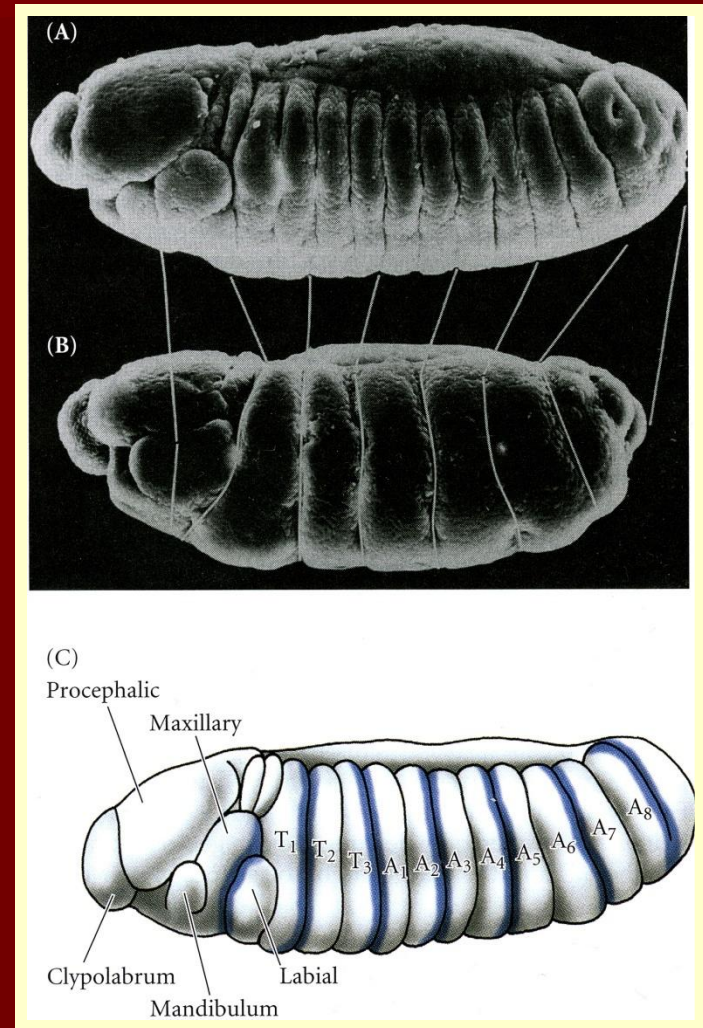 (A)
(B)
(C)
Procephalic
Maxillary
T1 T2 T3 A1 A2 A3 A4 A5 A6 A7 A8
Clypolabrum
Labial
Mandibulum